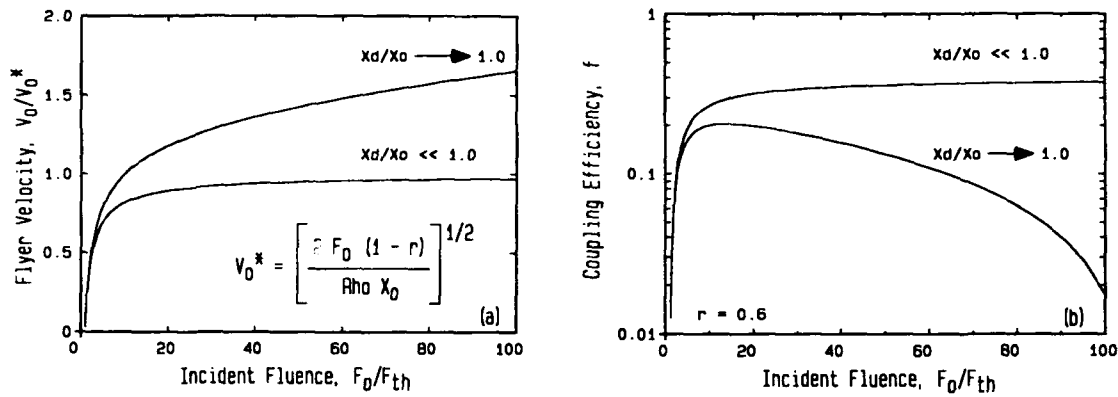 2.0
1.5
1.0
0.5
0
Flyer Velocity, V0/V0*
Xd/Xo → 1.0
Xd/Xo << 1.0
V0* = [ F0 (1 - r) / Rho X0 ]1/2
(a)
0 20 40 60 80 100
Incident Fluence, F0/Fth
1
0.1
0.01
Coupling Efficiency, f
Xd/Xo << 1.0
Xd/Xo → 1.0
r = 0.6
(b)
0 20 40 60 80 100
Incident Fluence, F0/Fth